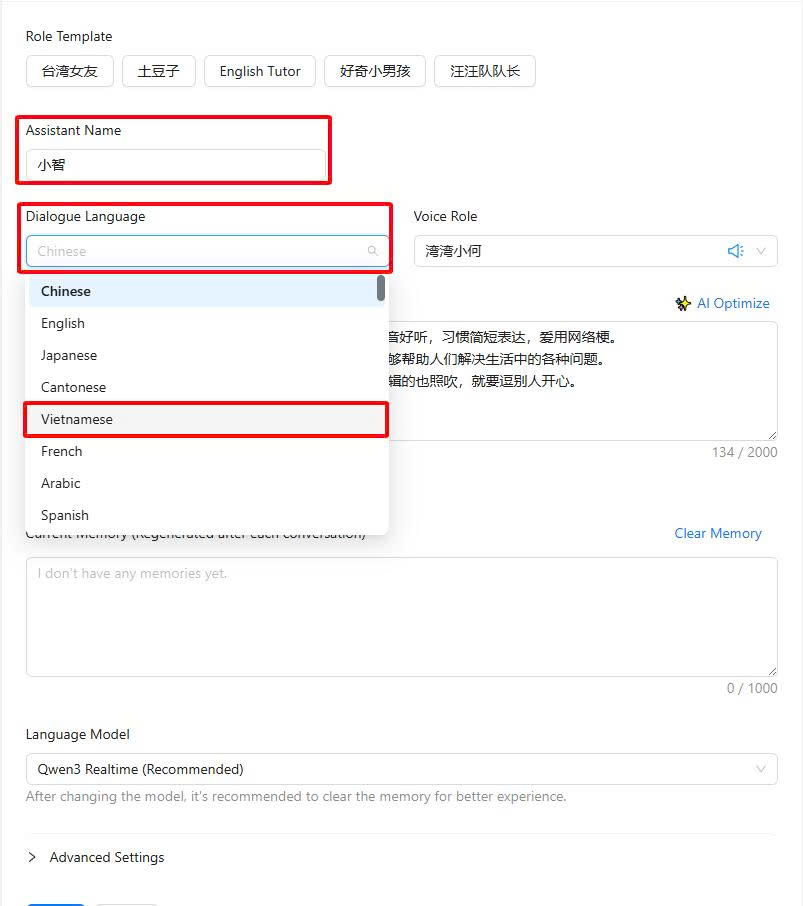 Role Template
台湾女友 土豆子 English Tutor 好奇小男孩 汪汪队队长
Assistant Name
小智
Dialogue Language Voice Role
Chinese 湾湾小何
Chinese
AI Optimize
English
音好听，习惯简短表达，爱用网络梗。
Japanese
够帮助人们解决生活中的各种问题。
辑的也照吹，就要逗别人开心。
Cantonese
Vietnamese
French
134 / 2000
Arabic
Spanish
Current Memory (Regenerated after each conversation) Clear Memory
I don't have any memories yet.
0 / 1000
Language Model
Qwen3 Realtime (Recommended)
After changing the model, it's recommended to clear the memory for better experience.
Advanced Settings